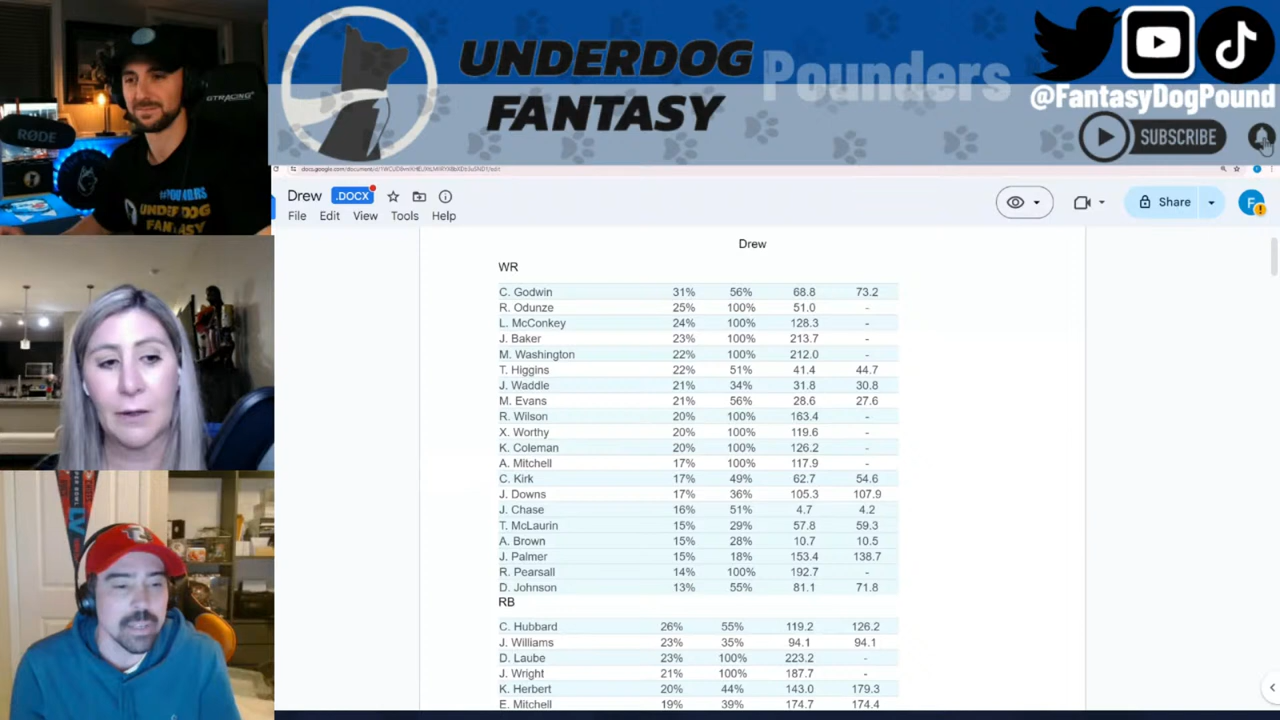 UNDERDOG
FANTASY
Pounders
@FantasyDogPound
SUBSCRIBE
GTRACING
RØDE
UNDERDOG
FANTASY
Drew .DOCX
Share
F
File Edit View Tools Help
Drew
WR
C. Godwin 31% 56% 68.8 73.2
R. Odunze 25% 100% 51.0 -
L. McConkey 24% 100% 128.3 -
J. Baker 23% 100% 213.7 -
M. Washington 22% 100% 212.0 -
T. Higgins 22% 51% 41.4 44.7
J. Waddle 21% 34% 31.8 30.8
M. Evans 21% 56% 28.6 27.6
R. Wilson 20% 100% 163.4 -
X. Worthy 20% 100% 119.6 -
K. Coleman 20% 100% 126.2 -
A. Mitchell 17% 100% 117.9 -
C. Kirk 17% 49% 62.7 54.6
J. Downs 17% 36% 105.3 107.9
J. Chase 16% 51% 4.7 4.2
T. McLaurin 15% 29% 57.8 59.3
A. Brown 15% 28% 10.7 10.5
J. Palmer 15% 18% 153.4 138.7
R. Pearsall 14% 100% 192.7 -
D. Johnson 13% 55% 81.1 71.8
RB
C. Hubbard 26% 55% 119.2 126.2
J. Williams 23% 35% 94.1 94.1
D. Laube 23% 100% 223.2 -
J. Wright 21% 100% 187.7 -
K. Herbert 20% 44% 143.0 179.3
E. Mitchell 19% 39% 174.7 174.4